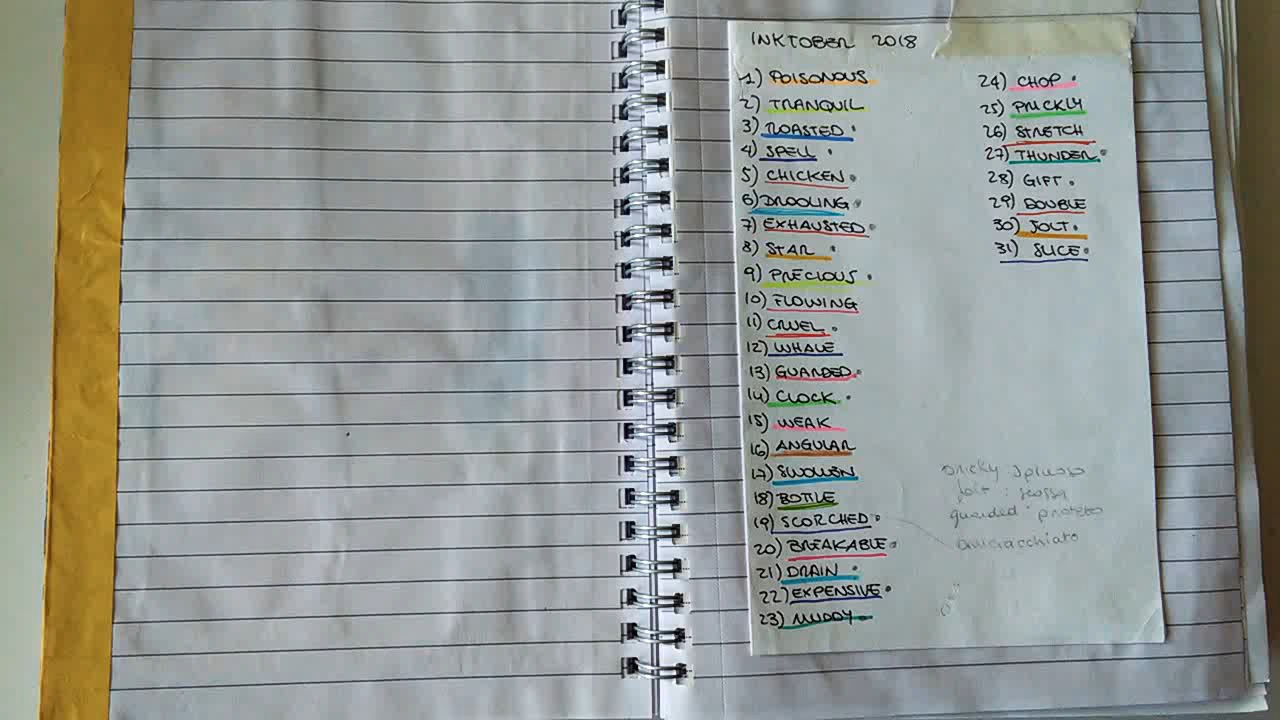 INKTOBER 2018
1) POISONOUS
2) TRANQUIL
3) ROASTED.
4) SPELL .
5) CHICKEN.
6) DROOLING.
7) EXHAUSTED.
8) STAR .
9) PRECIOUS .
10) FLOWING
11) CRUEL .
12) WHALE
13) GUARDED.
14) CLOCK .
15) WEAK
16) ANGULAR
17) SWOLLEN
18) BOTTLE
19) SCORCHED.
20) BREAKABLE.
21) DRAIN .
22) EXPENSIVE.
23) MUDDY.
24) CHOP .
25) PRICKLY
26) STRETCH
27) THUNDER.
28) GIFT .
29) DOUBLE
30) JOLT.
31) SLICE.
pricky : spinoso
jolt : scossa
guarded : protetto